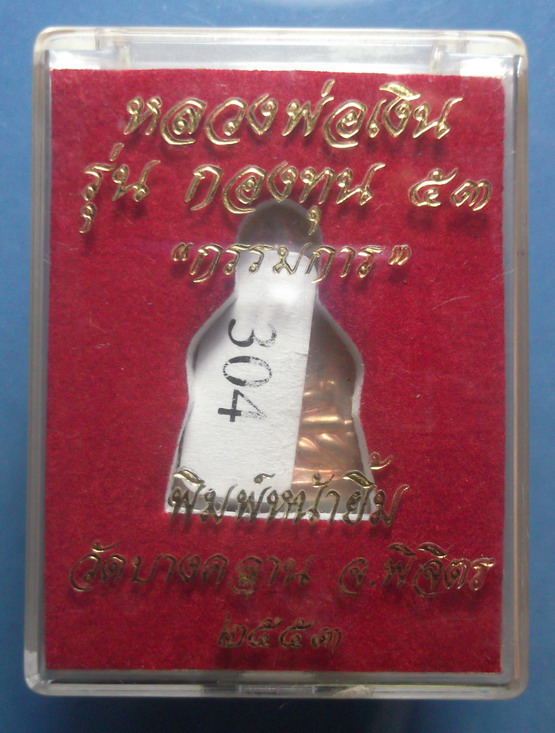 หลวงพ่อเงิน
รุ่น กองทุน ๕๓
"กรรมการ"
304
พิมพ์หน้ายิ้ม
วัดบางคลาน จ.พิจิตร
๒๕๕๓